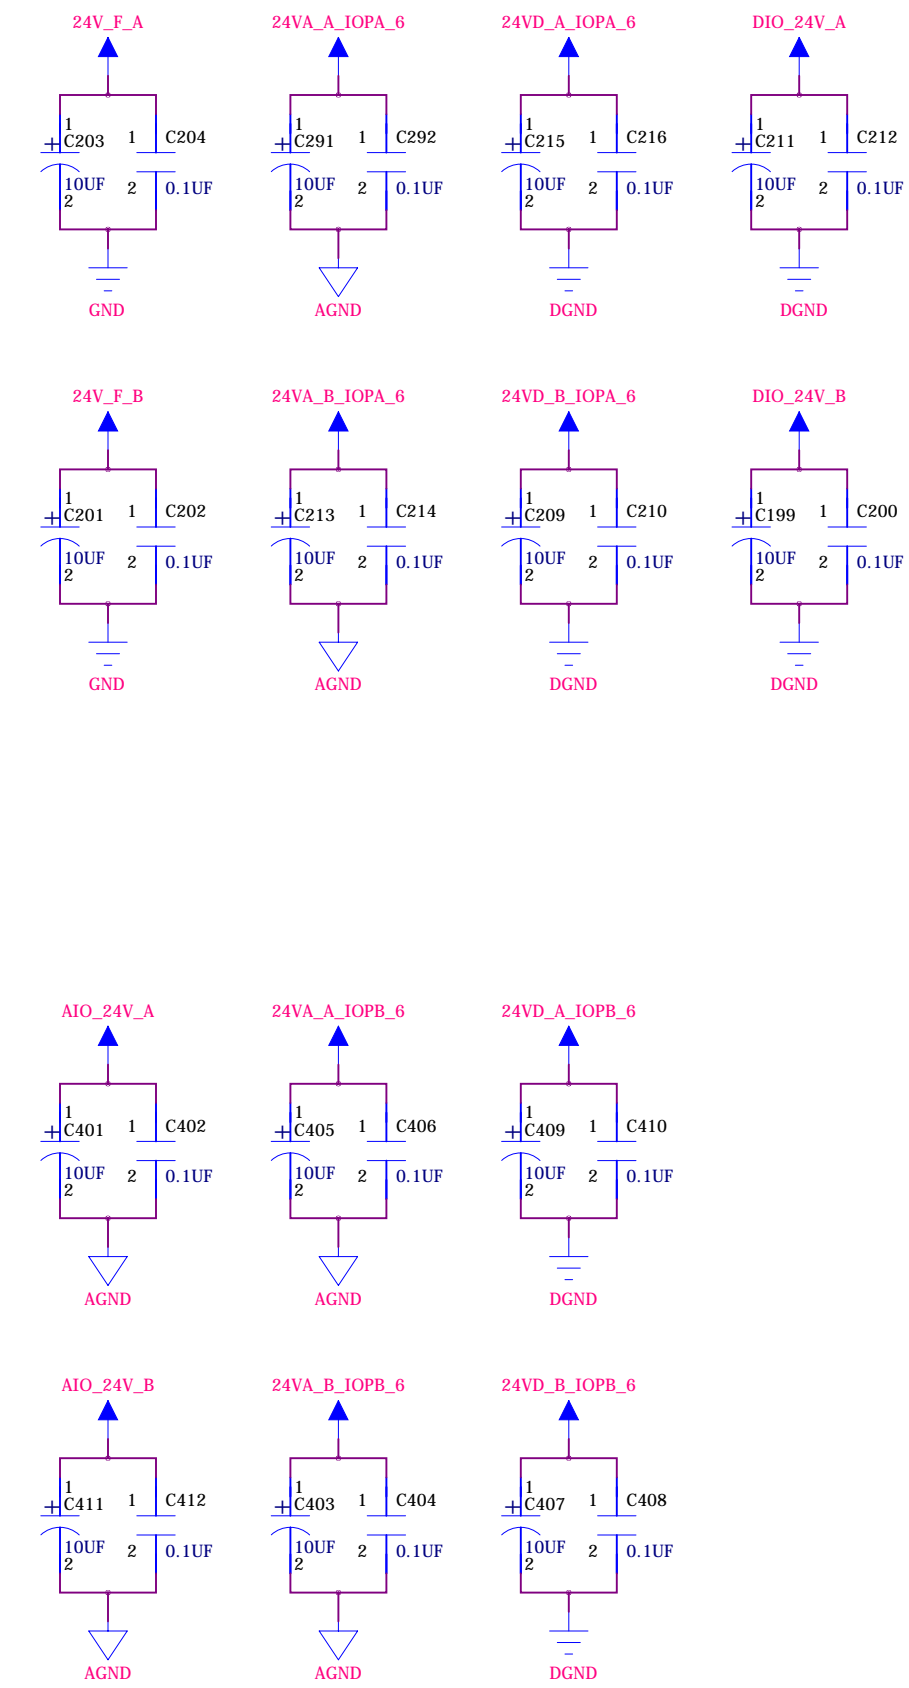 24V_F_A 24VA_A_IOPA_6 24VD_A_IOPA_6 DIO_24V_A
1 1 1 1
+ C203 1 C204 + C291 1 C292 + C215 1 C216 + C211 1 C212
10UF 2 0.1UF 10UF 2 0.1UF 10UF 2 0.1UF 10UF 2 0.1UF
2 2 2 2
GND AGND DGND DGND
24V_F_B 24VA_B_IOPA_6 24VD_B_IOPA_6 DIO_24V_B
1 1 1 1
+ C201 1 C202 + C213 1 C214 + C209 1 C210 + C199 1 C200
10UF 2 0.1UF 10UF 2 0.1UF 10UF 2 0.1UF 10UF 2 0.1UF
2 2 2 2
GND AGND DGND DGND
AIO_24V_A 24VA_A_IOPB_6 24VD_A_IOPB_6
1 1 1
+ C401 1 C402 + C405 1 C406 + C409 1 C410
10UF 2 0.1UF 10UF 2 0.1UF 10UF 2 0.1UF
2 2 2
AGND AGND DGND
AIO_24V_B 24VA_B_IOPB_6 24VD_B_IOPB_6
1 1 1
+ C411 1 C412 + C403 1 C404 + C407 1 C408
10UF 2 0.1UF 10UF 2 0.1UF 10UF 2 0.1UF
2 2 2
AGND AGND DGND